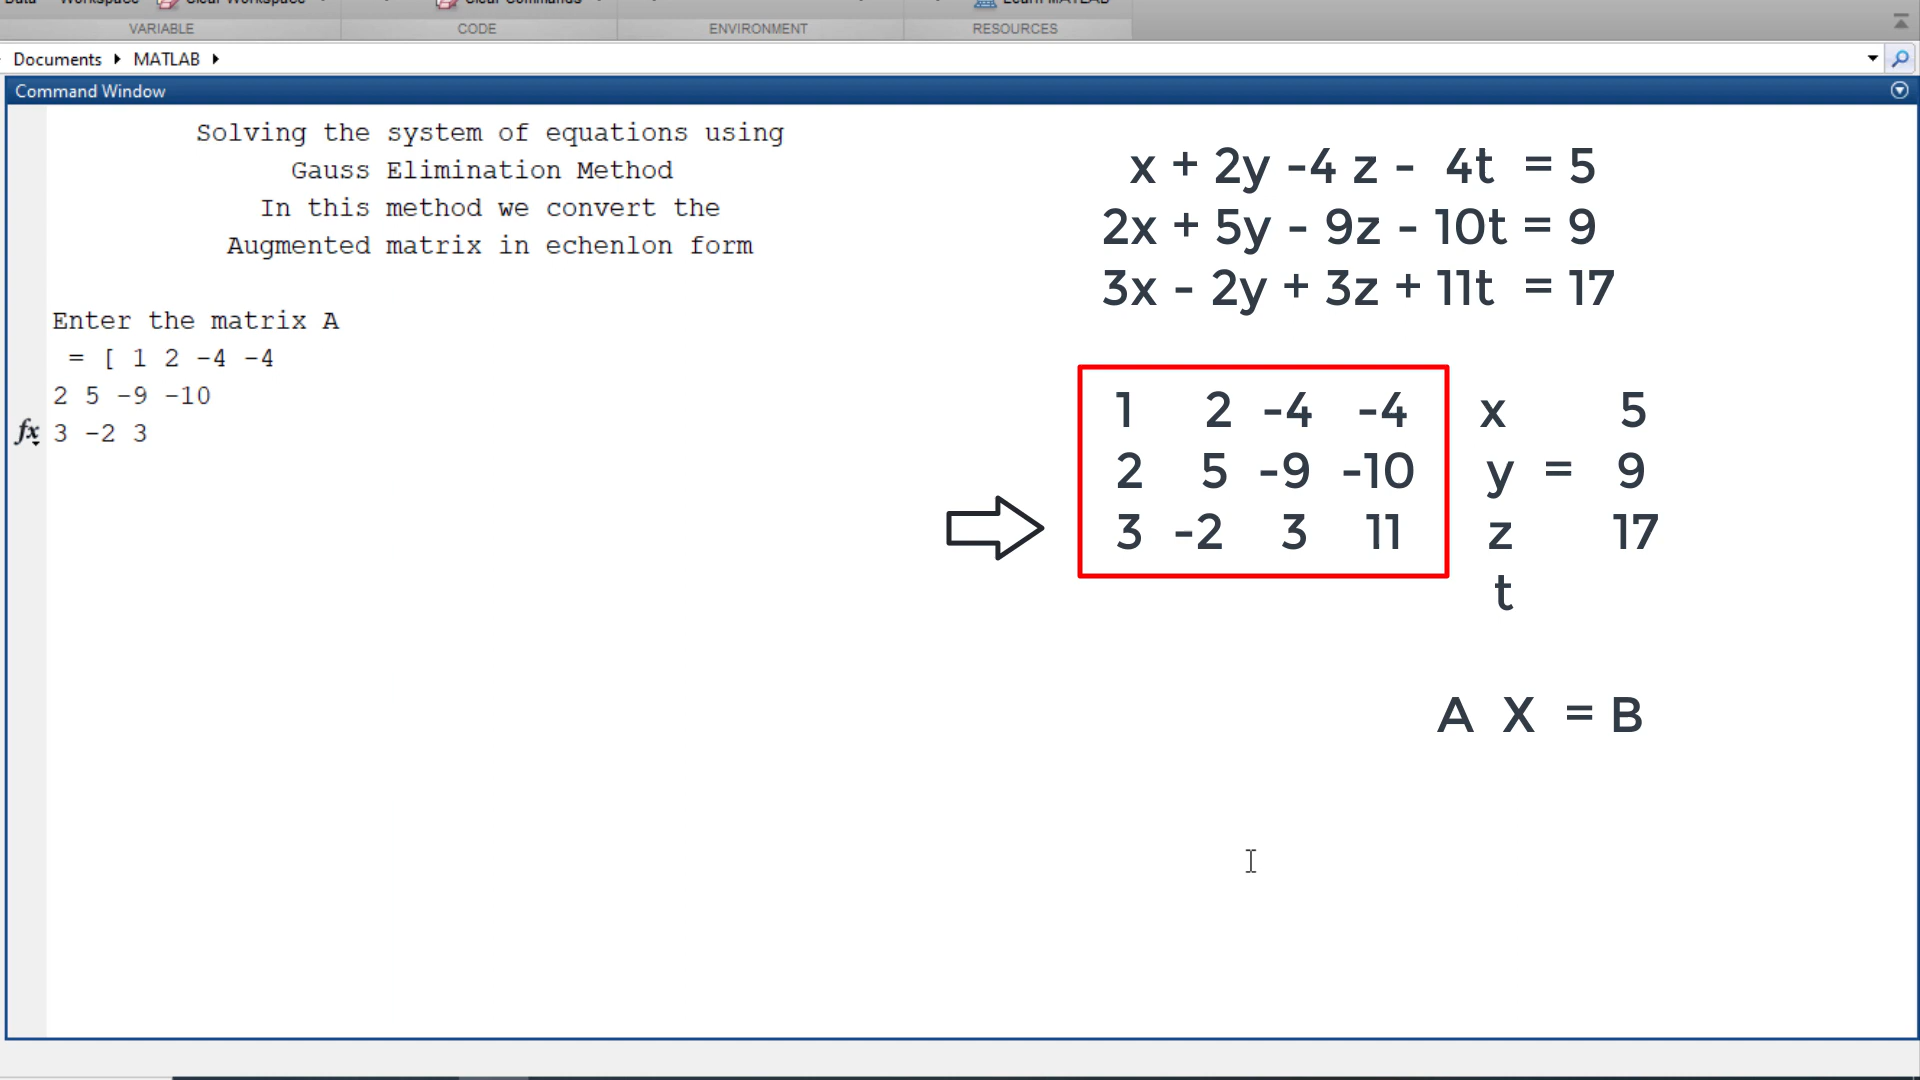 VARIABLE CODE ENVIRONMENT RESOURCES
Documents MATLAB
Command Window
Solving the system of equations using
Gauss Elimination Method
In this method we convert the
Augmented matrix in echenlon form
Enter the matrix A
= [ 1 2 -4 -4
2 5 -9 -10
fx 3 -2 3
x + 2y -4 z - 4t = 5
2x + 5y - 9z - 10t = 9
3x - 2y + 3z + 11t = 17
1 2 -4 -4 x 5
2 5 -9 -10 y = 9
3 -2 3 11 z 17
t
A X = B